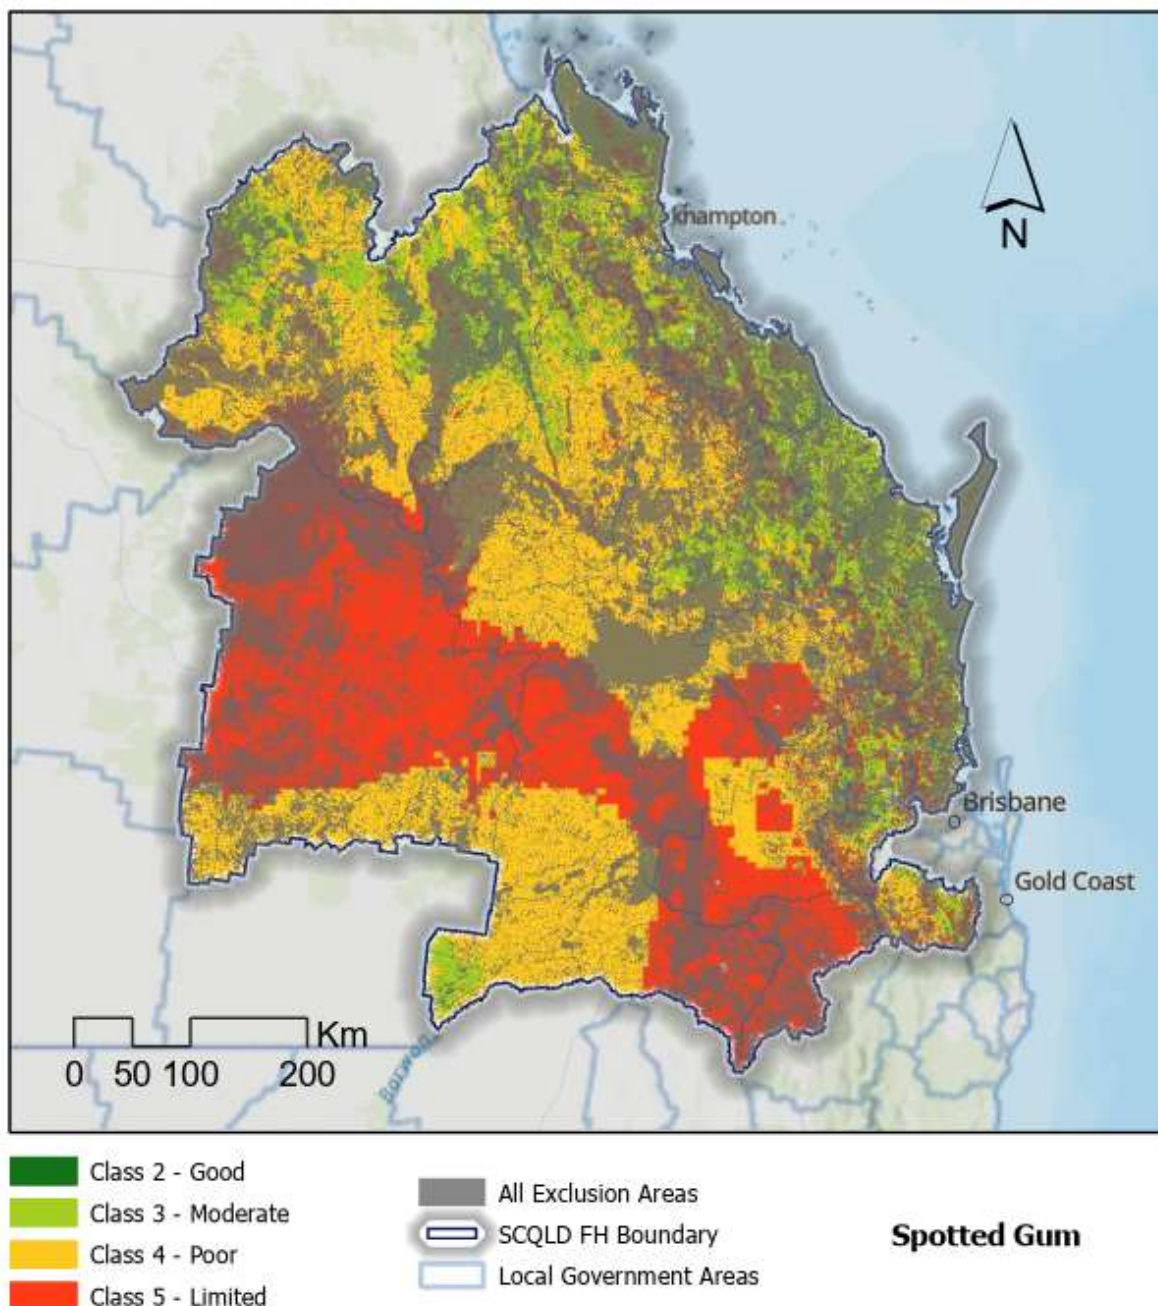 khampton
N
Brisbane
Gold Coast
Km
0 50 100 200
Barwon
Class 2 - Good
Class 3 - Moderate
Class 4 - Poor
Class 5 - Limited
All Exclusion Areas
SCQLD FH Boundary
Local Government Areas
Spotted Gum